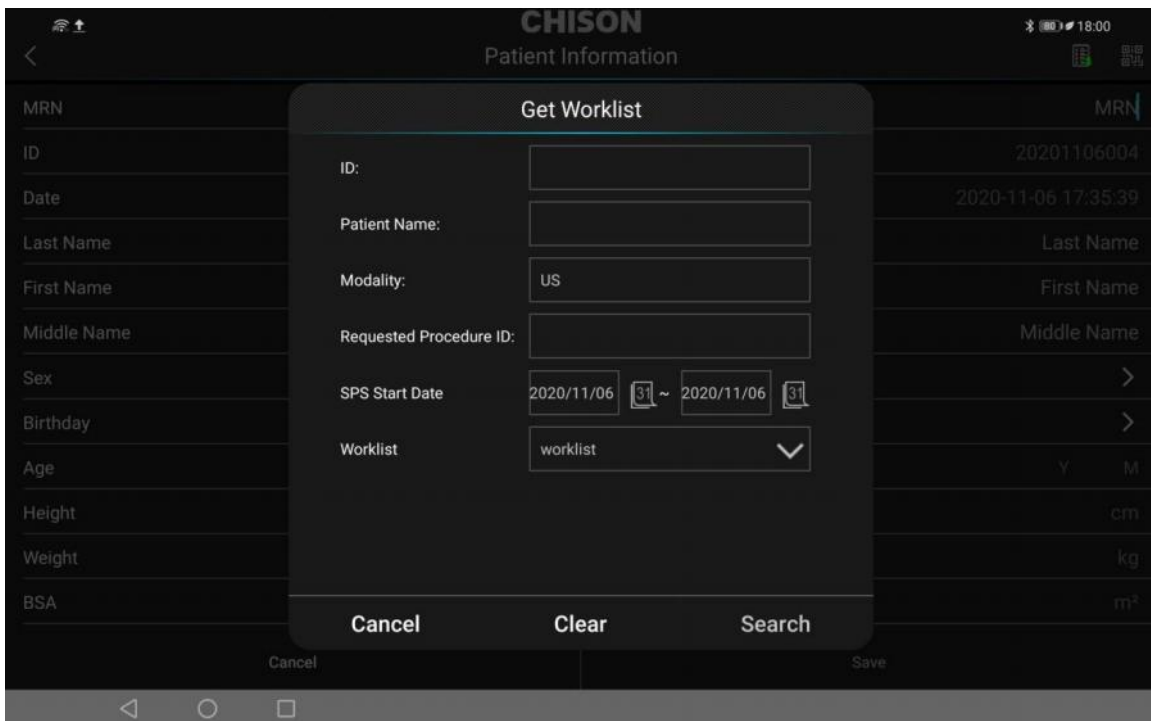 CHISON
80 18:00
Patient Information
MRN MRN
Get Worklist
ID 20201106004
ID:
Date 2020-11-06 17:35:39
Patient Name:
Last Name Last Name
Modality: US
First Name First Name
Requested Procedure ID:
Middle Name Middle Name
Sex
SPS Start Date 2020/11/06 31 ~ 2020/11/06 31
Birthday
Worklist worklist
Age Y M
Height cm
Weight kg
BSA m²
Cancel Clear Search
Cancel Save